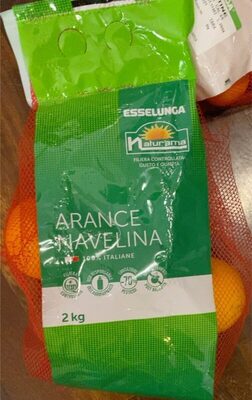 ESSELUNGA
Naturama
FILIERA CONTROLLATA
GUSTO E QUALITÀ
ARANCE
NAVELINA
100% ITALIANE
2 kg